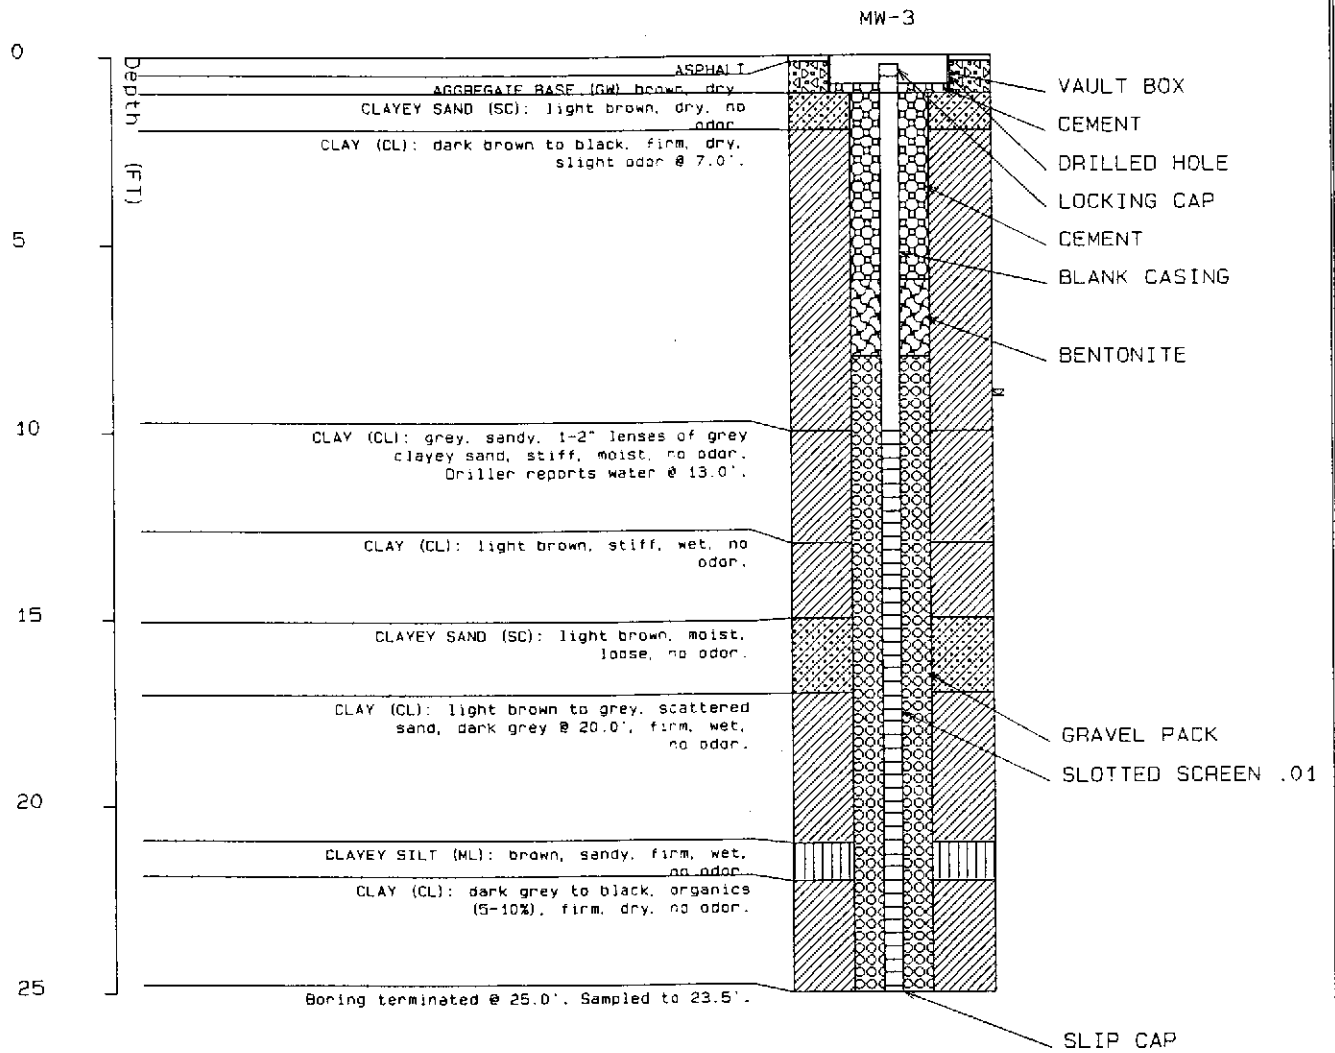 MW-3
0
Depth (FT)
ASPHALT
AGGREGATE BASE (GW) brown, dry.
CLAYEY SAND (SC): light brown, dry, no
odor.
CLAY (CL): dark brown to black, firm, dry,
slight odor @ 7.0'.
VAULT BOX
CEMENT
DRILLED HOLE
LOCKING CAP
5
CEMENT
BLANK CASING
BENTONITE
10
CLAY (CL): grey, sandy, 1-2" lenses of grey
clayey sand, stiff, moist, no odor.
Driller reports water @ 13.0'.
CLAY (CL): light brown, stiff, wet, no
odor.
15
CLAYEY SAND (SC): light brown, moist,
loose, no odor.
CLAY (CL): light brown to grey, scattered
sand, dark grey @ 20.0', firm, wet,
no odor.
GRAVEL PACK
SLOTTED SCREEN .01
20
CLAYEY SILT (ML): brown, sandy, firm, wet,
no odor.
CLAY (CL): dark grey to black, organics
(5-10%), firm, dry, no odor.
25
Boring terminated @ 25.0'. Sampled to 23.5'.
SLIP CAP